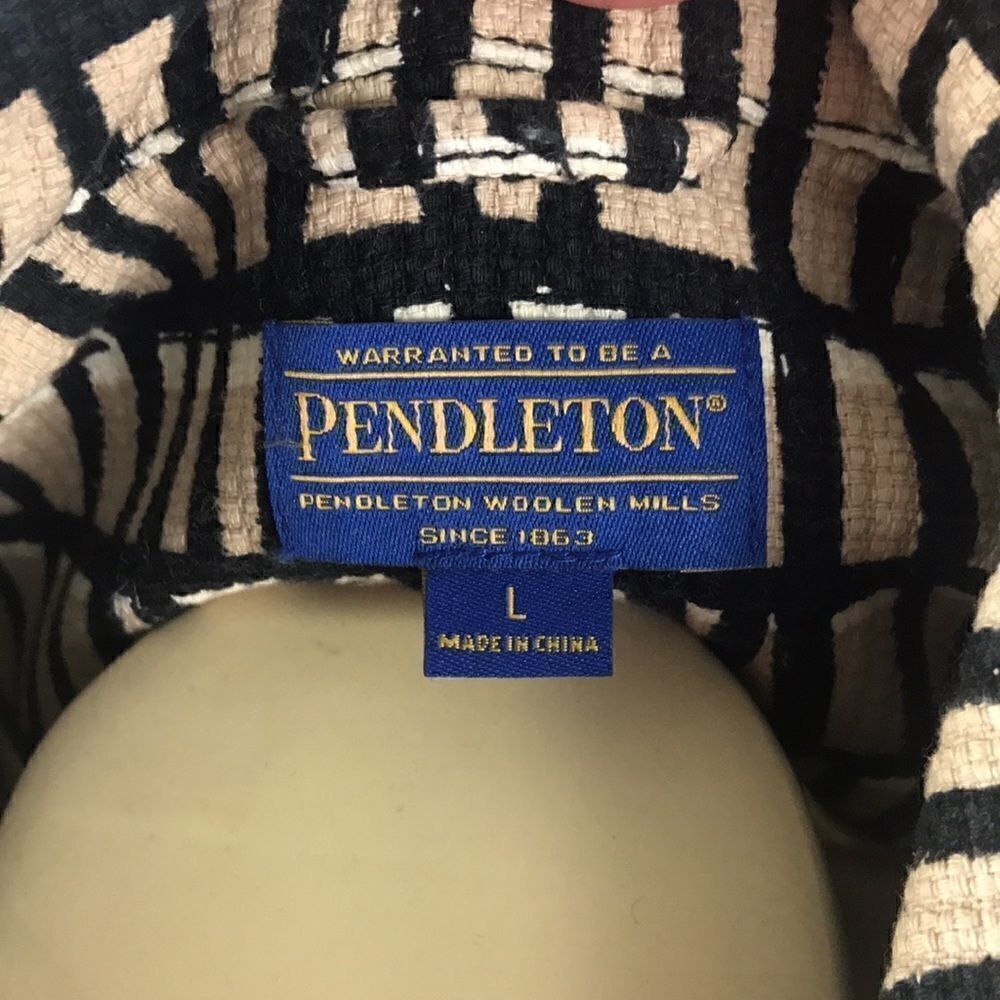 WARRANTED TO BE A
PENDLETON®
PENDLETON WOOLEN MILLS
SINCE 1863
L
MADE IN CHINA